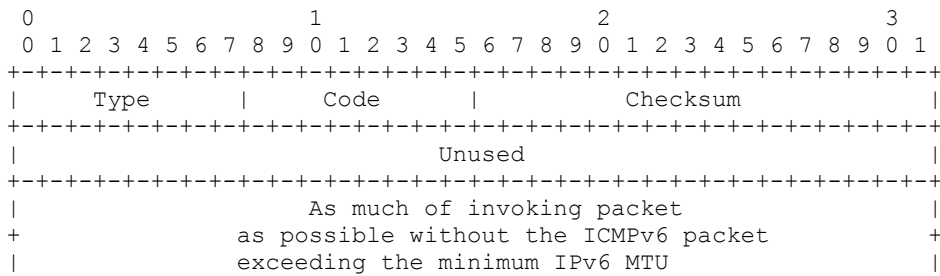 0                   1                   2                   3
 0 1 2 3 4 5 6 7 8 9 0 1 2 3 4 5 6 7 8 9 0 1 2 3 4 5 6 7 8 9 0 1
+-+-+-+-+-+-+-+-+-+-+-+-+-+-+-+-+-+-+-+-+-+-+-+-+-+-+-+-+-+-+-+-+
|     Type      |     Code      |          Checksum             |
+-+-+-+-+-+-+-+-+-+-+-+-+-+-+-+-+-+-+-+-+-+-+-+-+-+-+-+-+-+-+-+-+
|                             Unused                            |
+-+-+-+-+-+-+-+-+-+-+-+-+-+-+-+-+-+-+-+-+-+-+-+-+-+-+-+-+-+-+-+-+
|                    As much of invoking packet                 |
+               as possible without the ICMPv6 packet           +
|               exceeding the minimum IPv6 MTU                  |